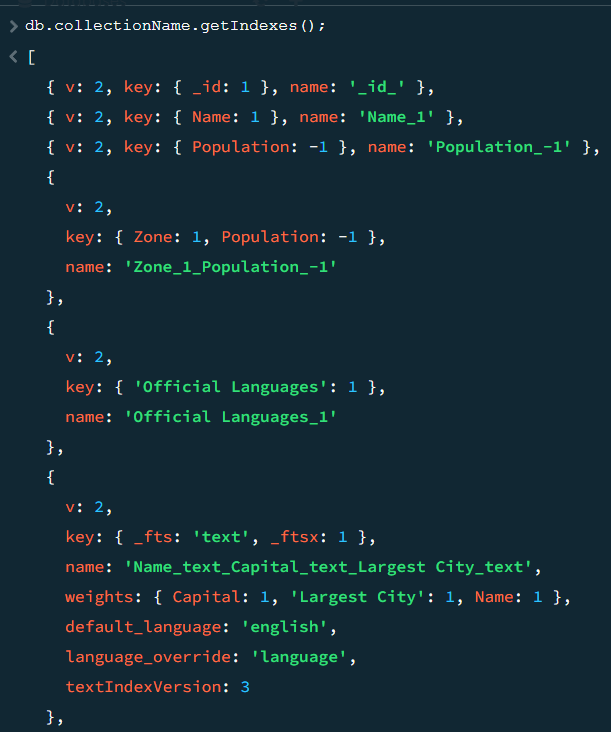 db.collectionName.getIndexes();
[
{ v: 2, key: { _id: 1 }, name: '_id_' },
{ v: 2, key: { Name: 1 }, name: 'Name_1' },
{ v: 2, key: { Population: -1 }, name: 'Population_-1' },
{
v: 2,
key: { Zone: 1, Population: -1 },
name: 'Zone_1_Population_-1'
},
{
v: 2,
key: { 'Official Languages': 1 },
name: 'Official Languages_1'
},
{
v: 2,
key: { _fts: 'text', _ftsx: 1 },
name: 'Name_text_Capital_text_Largest City_text',
weights: { Capital: 1, 'Largest City': 1, Name: 1 },
default_language: 'english',
language_override: 'language',
textIndexVersion: 3
},